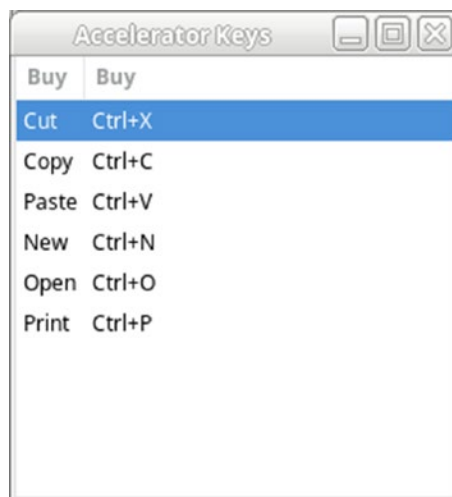 Accelerator Keys
Buy Buy
Cut Ctrl+X
Copy Ctrl+C
Paste Ctrl+V
New Ctrl+N
Open Ctrl+O
Print Ctrl+P